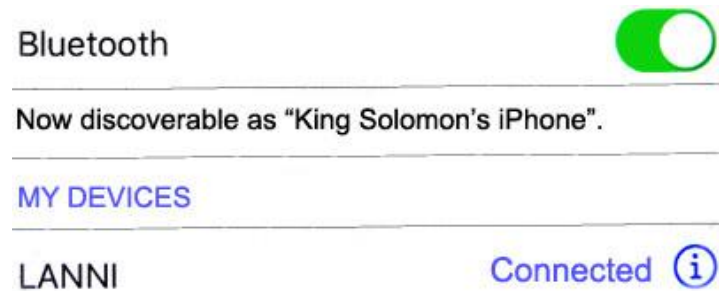 Bluetooth
Now discoverable as “King Solomon’s iPhone”.
MY DEVICES
LANNI Connected i